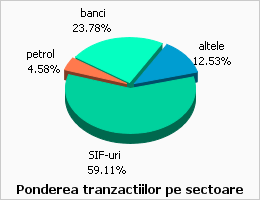 banci
23.78%
altele
12.53%
petrol
4.58%
SIF-uri
59.11%
Ponderea tranzactiilor pe sectoare